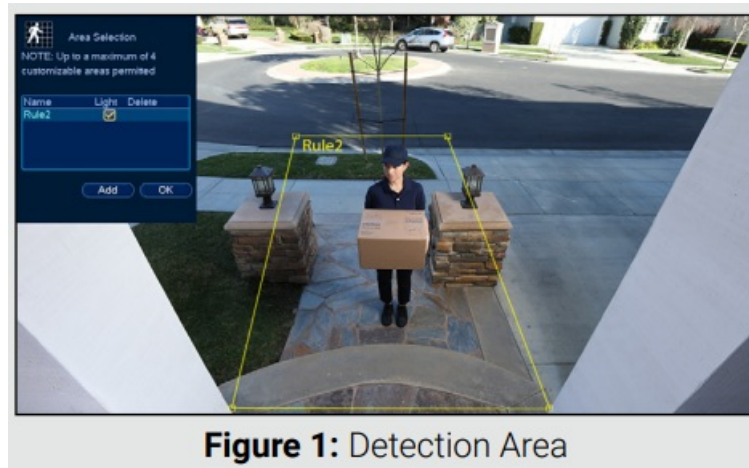 Area Selection
NOTE: Up to a maximum of 4
customizable areas permitted
Name Light Delete
Rule2
Add OK
Rule2
Figure 1: Detection Area